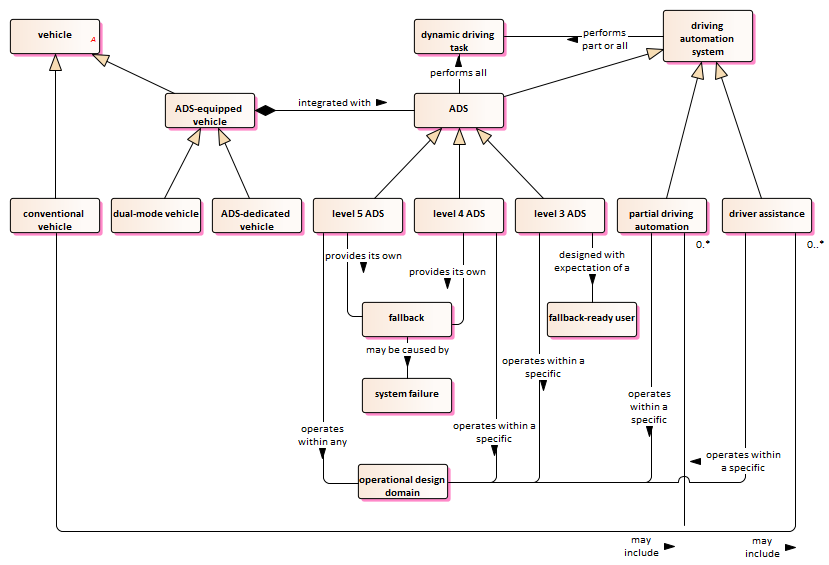 vehicle
A
dynamic driving
task
performs
part or all
driving
automation
system
performs all
ADS-equipped
vehicle
integrated with
ADS
conventional
vehicle
dual-mode vehicle
ADS-dedicated
vehicle
level 5 ADS
level 4 ADS
level 3 ADS
partial driving
automation
driver assistance
0.*
0..*
provides its own
provides its own
designed with
expectation of a
fallback
fallback-ready user
may be caused by
operates within a
specific
system failure
operates
within a
specific
operates
within any
operates within a
specific
operates within
a specific
operational design
domain
may
include
may
include